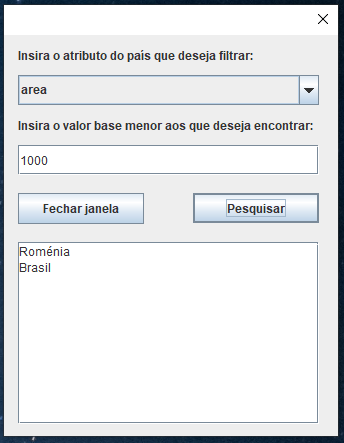 Insira o atributo do país que deseja filtrar:
area
Insira o valor base menor aos que deseja encontrar:
1000
Fechar janela
Pesquisar
Roménia
Brasil